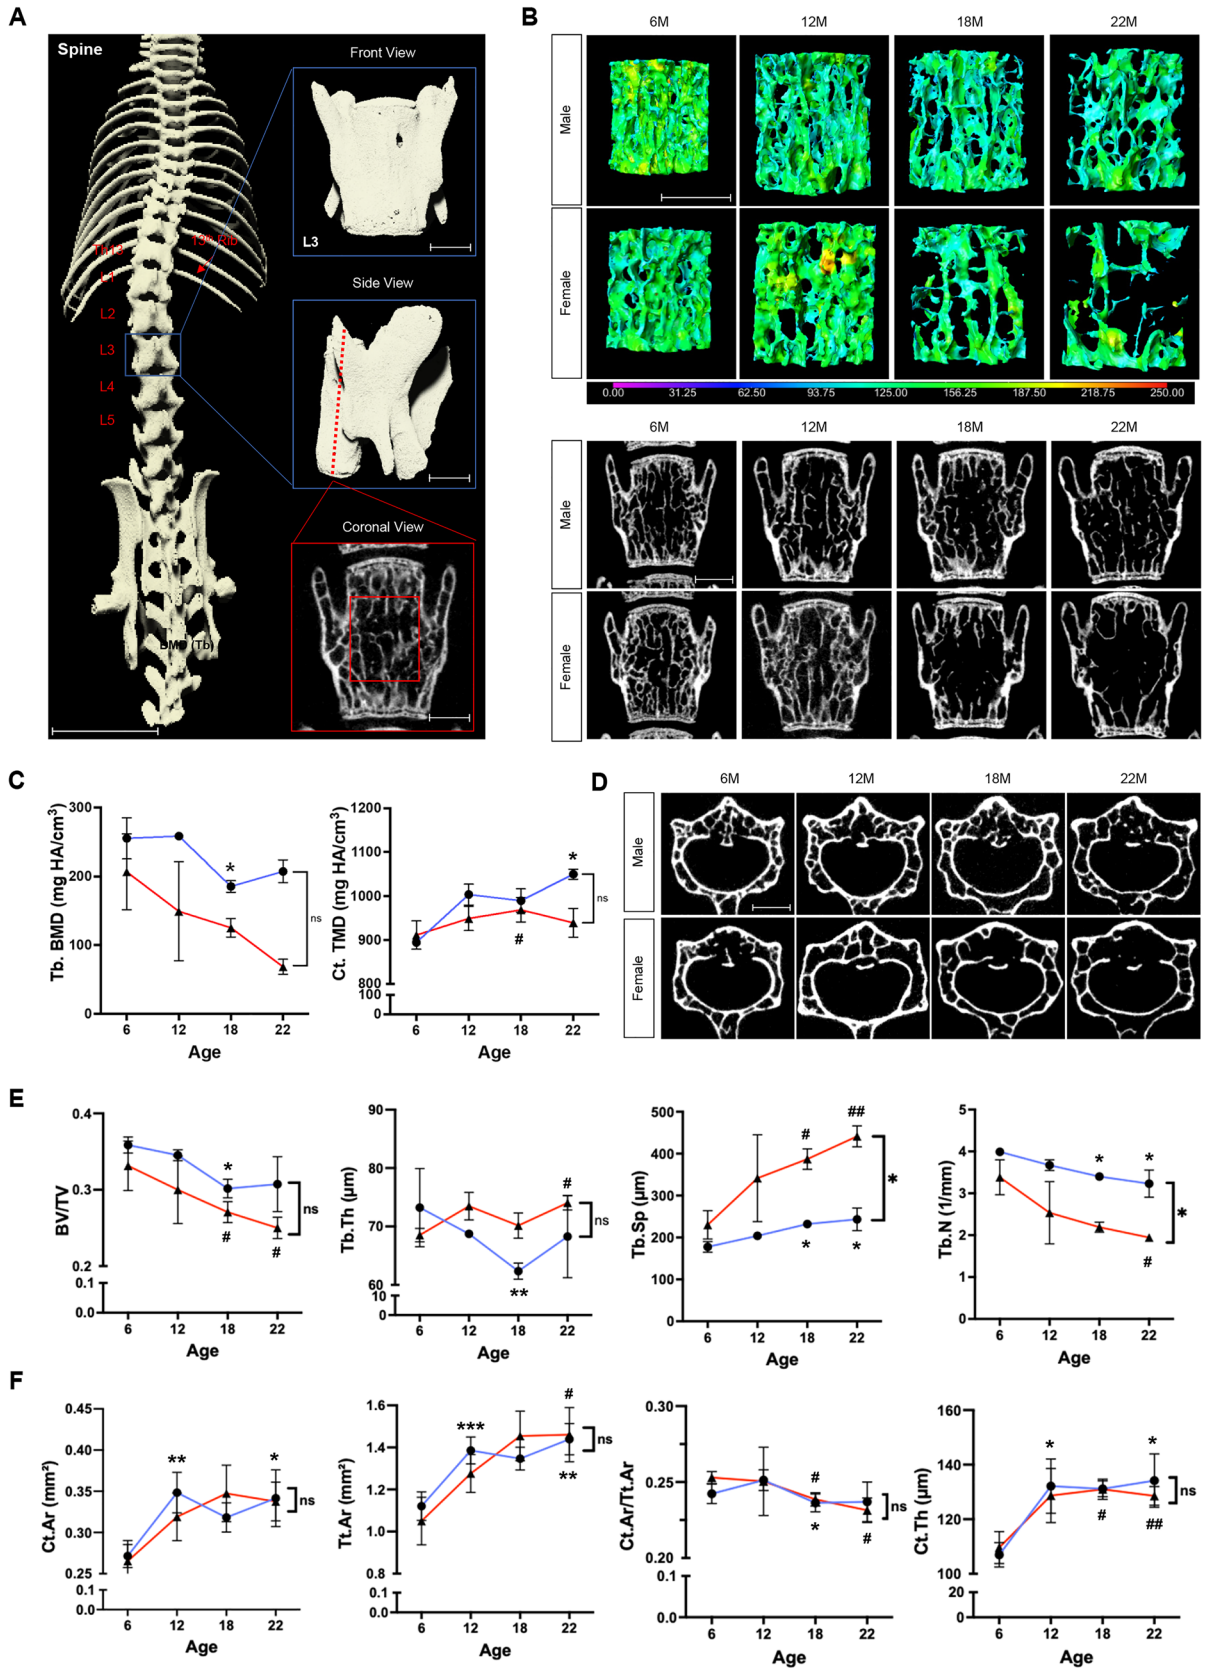 A
Spine
Front View
L3
Side View
Coronal View
Th13
13th Rib
L1
L2
L3
L4
L5
BMD (Tb)
B
6M
12M
18M
22M
Male
Female
0.00
31.25
62.50
93.75
125.00
156.25
187.50
218.75
250.00
6M
12M
18M
22M
Male
Female
C
Tb. BMD (mg HA/cm³)
300
200
100
0
*
ns
6
12
18
22
Age
Ct. TMD (mg HA/cm³)
1200
1100
1000
900
800
100
0
*
#
ns
6
12
18
22
Age
D
6M
12M
18M
22M
Male
Female
E
BV/TV
0.4
0.3
0.2
0.1
0.0
*
#
#
ns
6
12
18
22
Age
Tb.Th (µm)
90
80
70
60
10
0
**
#
ns
6
12
18
22
Age
Tb.Sp (µm)
500
400
300
200
100
0
#
##
*
*
*
6
12
18
22
Age
Tb.N (1/mm)
5
4
3
2
1
0
*
*
#
*
6
12
18
22
Age
F
Ct.Ar (mm²)
0.45
0.40
0.35
0.30
0.25
0.1
0.0
**
*
ns
6
12
18
22
Age
Tt.Ar (mm²)
1.6
1.4
1.2
1.0
0.8
0.1
0.0
***
#
**
ns
6
12
18
22
Age
Ct.Ar/Tt.Ar
0.30
0.25
0.20
0.1
0.0
#
*
#
ns
6
12
18
22
Age
Ct.Th (µm)
160
140
120
100
20
0
*
*
#
##
ns
6
12
18
22
Age